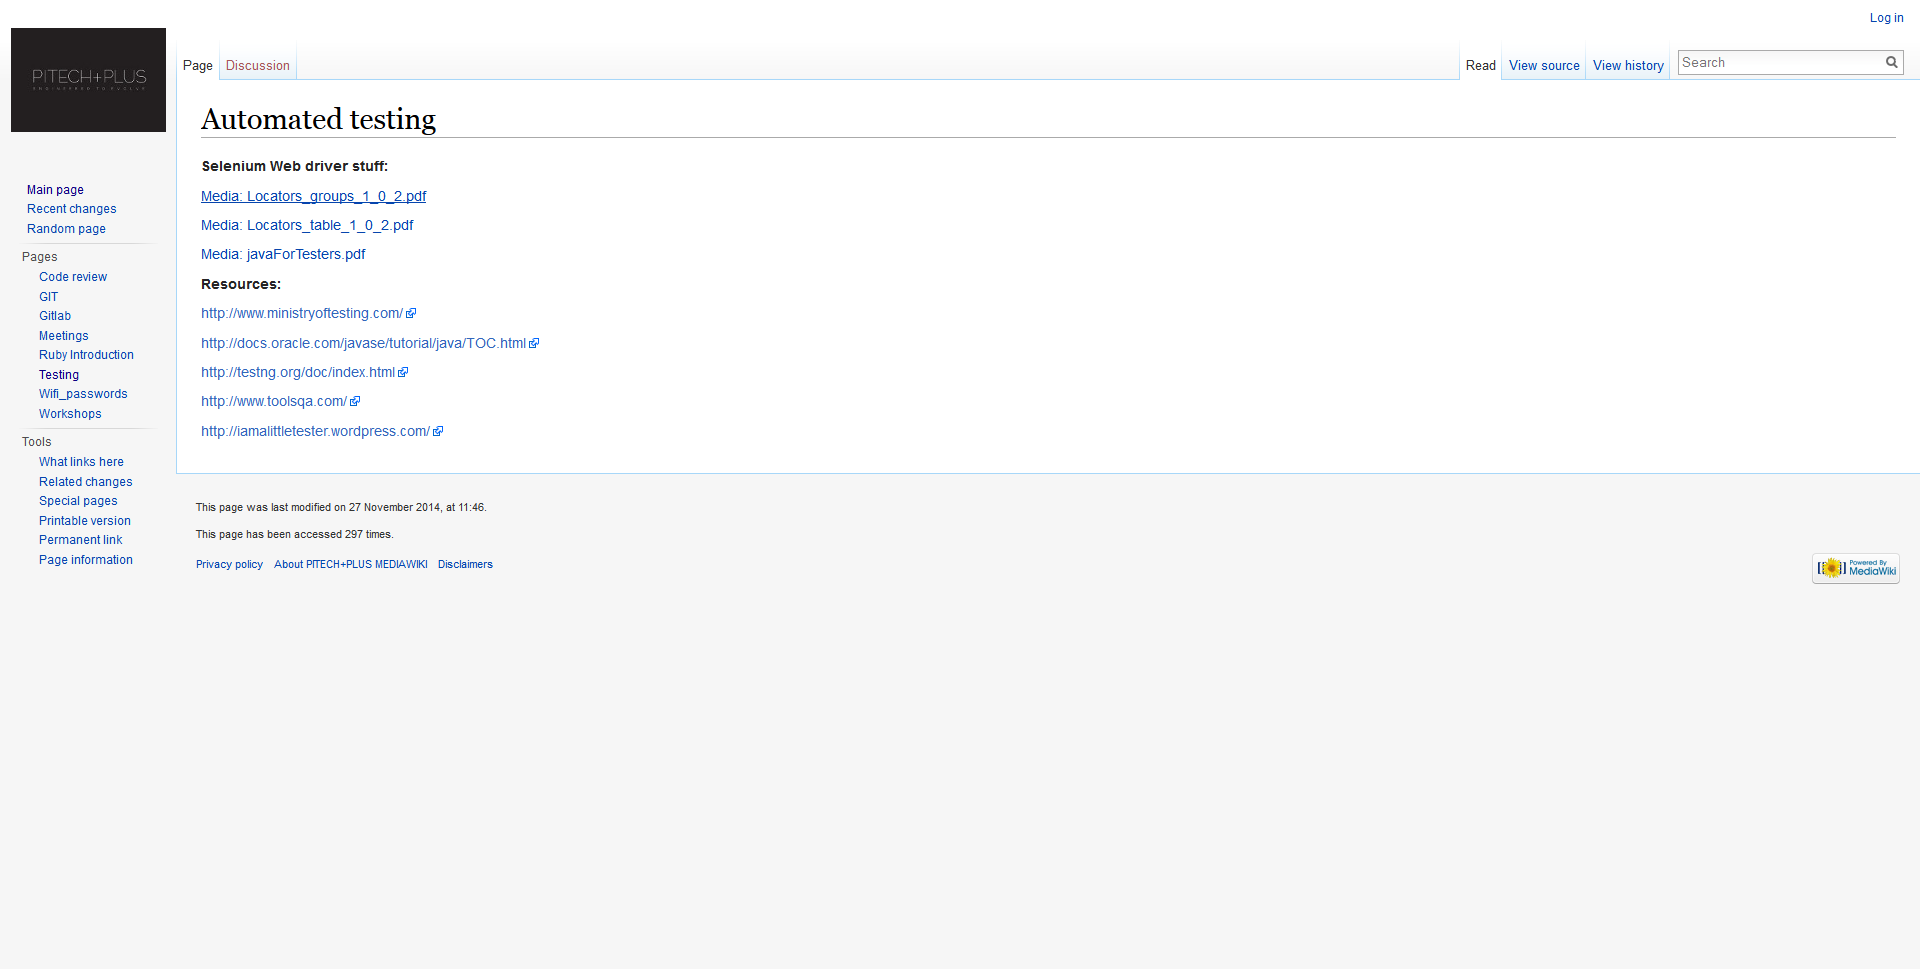 Log in
PITECH+PLUS
ENGINEERED TO EVOLVE
Page
Discussion
Read
View source
View history
Search
Automated testing
Selenium Web driver stuff:
Media: Locators_groups_1_0_2.pdf
Media: Locators_table_1_0_2.pdf
Media: javaForTesters.pdf
Resources:
http://www.ministryoftesting.com/
http://docs.oracle.com/javase/tutorial/java/TOC.html
http://testng.org/doc/index.html
http://www.toolsqa.com/
http://iamalittletester.wordpress.com/
Main page
Recent changes
Random page
Pages
Code review
GIT
Gitlab
Meetings
Ruby Introduction
Testing
Wifi_passwords
Workshops
Tools
What links here
Related changes
Special pages
Printable version
Permanent link
Page information
This page was last modified on 27 November 2014, at 11:46.
This page has been accessed 297 times.
Privacy policy
About PITECH+PLUS MEDIAWIKI
Disclaimers
Powered By
MediaWiki